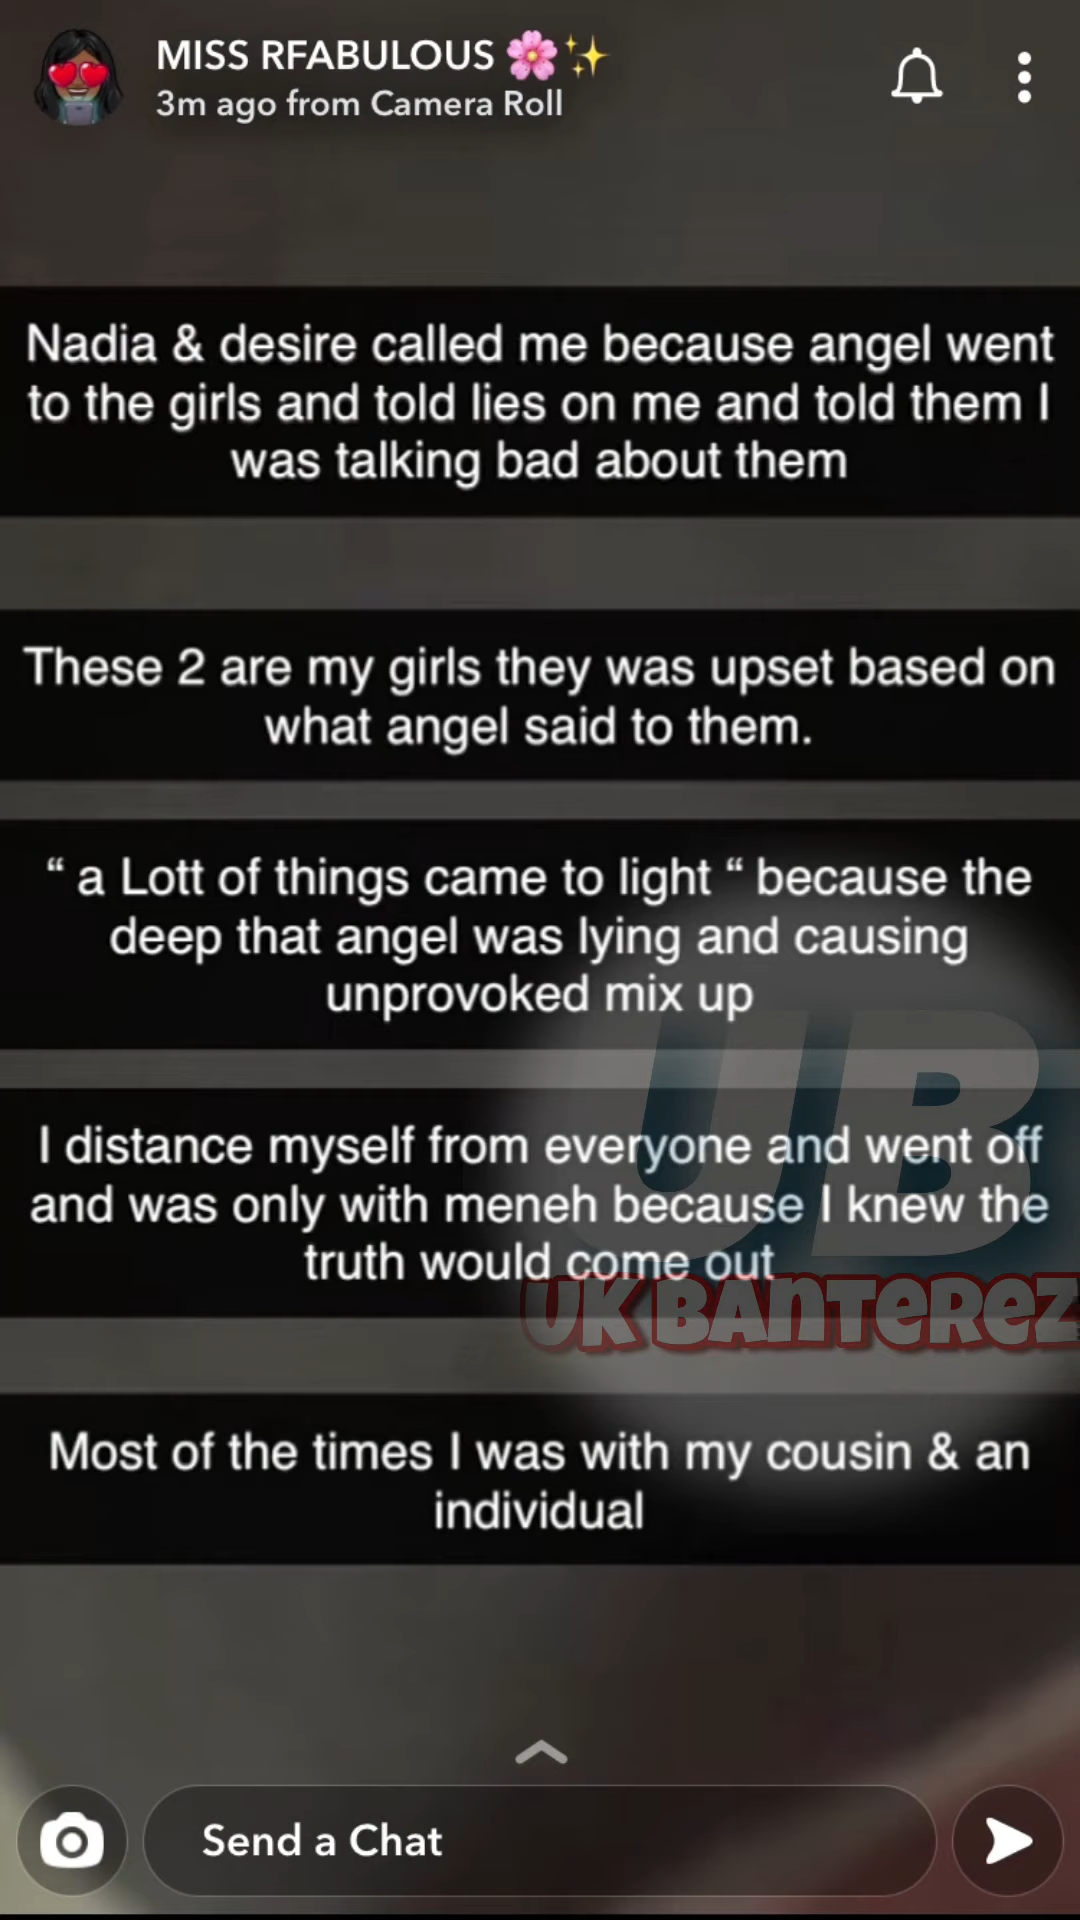 MISS RFABULOUS 🌸✨
3m ago from Camera Roll
Nadia & desire called me because angel went
to the girls and told lies on me and told them I
was talking bad about them
These 2 are my girls they was upset based on
what angel said to them.
“ a Lott of things came to light “ because the
deep that angel was lying and causing
unprovoked mix up
I distance myself from everyone and went off
and was only with meneh because I knew the
truth would come out
UB
UK BANTEREZ
Most of the times I was with my cousin & an
individual
Send a Chat